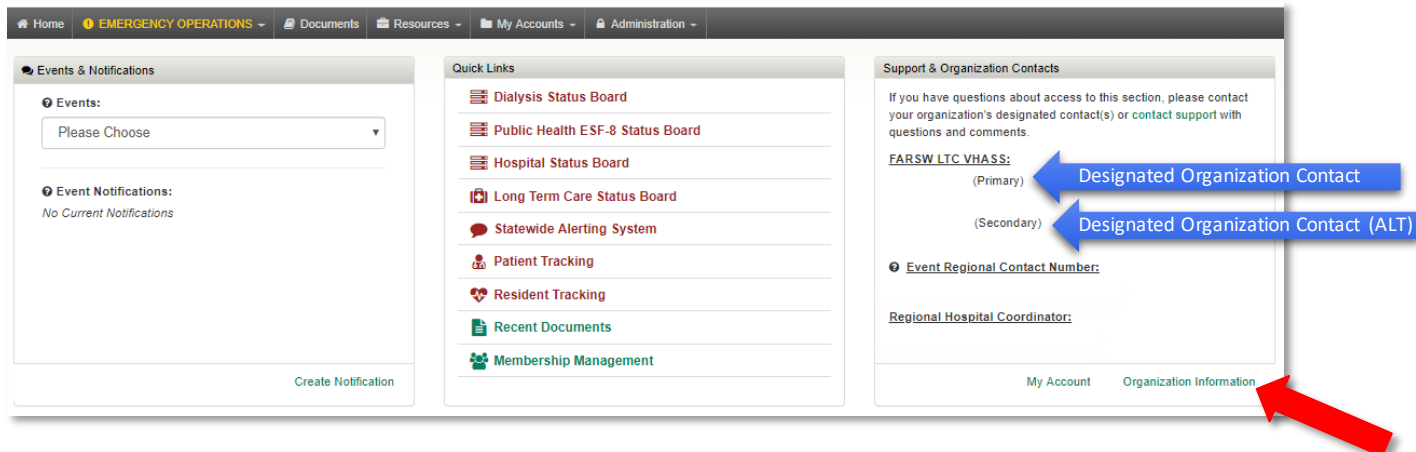 Home EMERGENCY OPERATIONS Documents Resources My Accounts Administration
Events & Notifications
Events:
Please Choose
Event Notifications:
No Current Notifications
Create Notification
Quick Links
Dialysis Status Board
Public Health ESF-8 Status Board
Hospital Status Board
Long Term Care Status Board
Statewide Alerting System
Patient Tracking
Resident Tracking
Recent Documents
Membership Management
Support & Organization Contacts
If you have questions about access to this section, please contact
your organization's designated contact(s) or contact support with
questions and comments.
FARSW LTC VHASS:
(Primary) Designated Organization Contact
(Secondary) Designated Organization Contact (ALT)
Event Regional Contact Number:
Regional Hospital Coordinator:
My Account Organization Information